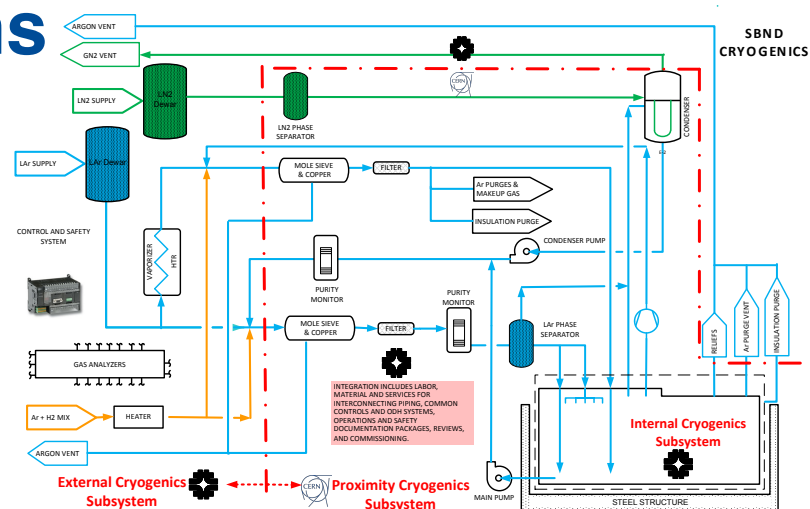 ns
ARGON VENT
SBND
CRYOGENICS
GN2 VENT
CERN
LN2 SUPPLY
LN2
Dewar
LN2 PHASE
SEPARATOR
CONDENSER
LAr SUPPLY
LAr Dewar
MOLE SIEVE
& COPPER
FILTER
Ar PURGES &
MAKEUP GAS
INSULATION PURGE
CONTROL AND SAFETY
SYSTEM
VAPORIZER
HTR
CONDENSER PUMP
PURITY
MONITOR
PURITY
MONITOR
MOLE SIEVE
& COPPER
FILTER
LAr PHASE
SEPARATOR
RELIEFS
Ar PURGE VENT
INSULATION PURGE
GAS ANALYZERS
INTEGRATION INCLUDES LABOR,
MATERIAL AND SERVICES FOR
INTERCONNECTING PIPING, COMMON
CONTROLS AND ODH SYSTEMS,
OPERATIONS AND SAFETY
DOCUMENTATION PACKAGES, REVIEWS,
AND COMMISSIONING.
Ar + H2 MIX
HEATER
Internal Cryogenics
Subsystem
ARGON VENT
External Cryogenics
Subsystem
CERN
Proximity Cryogenics
Subsystem
MAIN PUMP
STEEL STRUCTURE